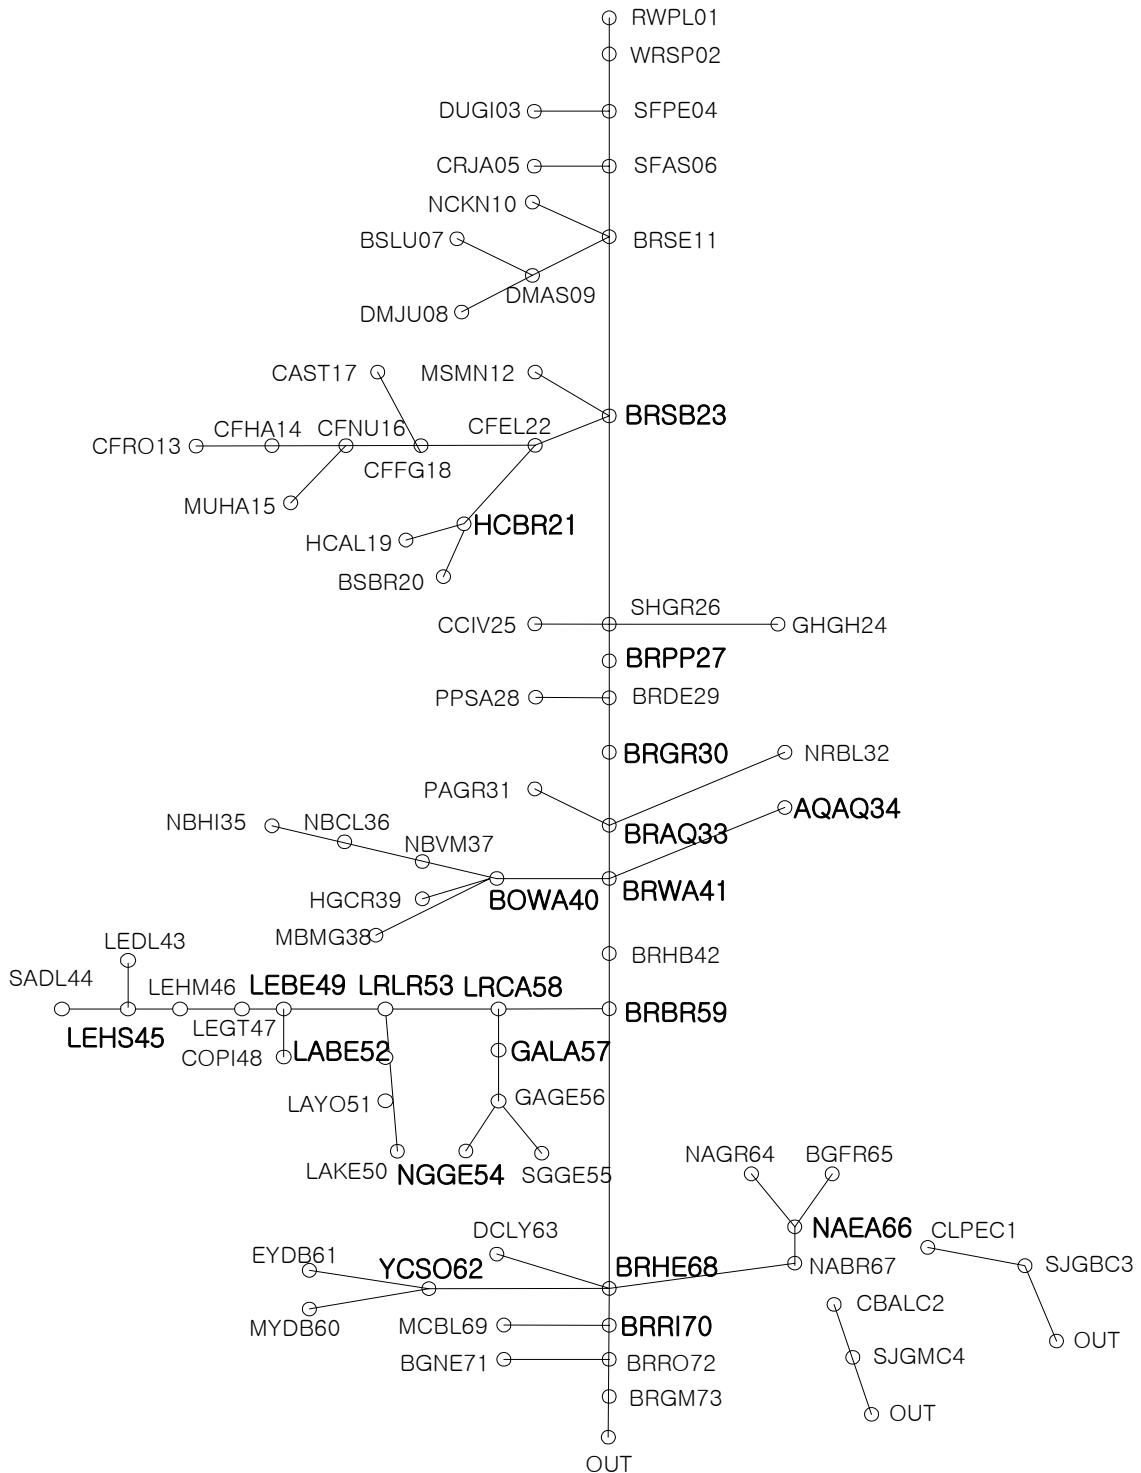 RWPL01
WRSP02
DUGI03
SFPE04
CRJA05
SFAS06
NCKN10
BSLU07
BRSE11
DMAS09
DMJU08
CAST17
MSMN12
BRSB23
CFHA14
CFNU16
CFEL22
CFRO13
CFFG18
MUHA15
HCBR21
HCAL19
BSBR20
SHGR26
CCIV25
GHGH24
BRPP27
PPSA28
BRDE29
BRGR30
NRBL32
PAGR31
AQAQ34
NBHI35
NBCL36
BRAQ33
NBVM37
HGCR39
BOWA40
BRWA41
MBMG38
LEDL43
BRHB42
SADL44
LEHM46
LEBE49
LRLR53
LRCA58
BRBR59
LEHS45
LEGT47
COPI48
LABE52
GALA57
LAYO51
GAGE56
LAKE50
NGGE54
SGGE55
NAGR64
BGFR65
DCLY63
NAEA66
CLPEC1
EYDB61
YCSO62
BRHE68
NABR67
SJGBC3
CBALC2
MYDB60
MCBL69
BRRI70
OUT
BGNE71
BRRO72
SJGMC4
BRGM73
OUT
OUT